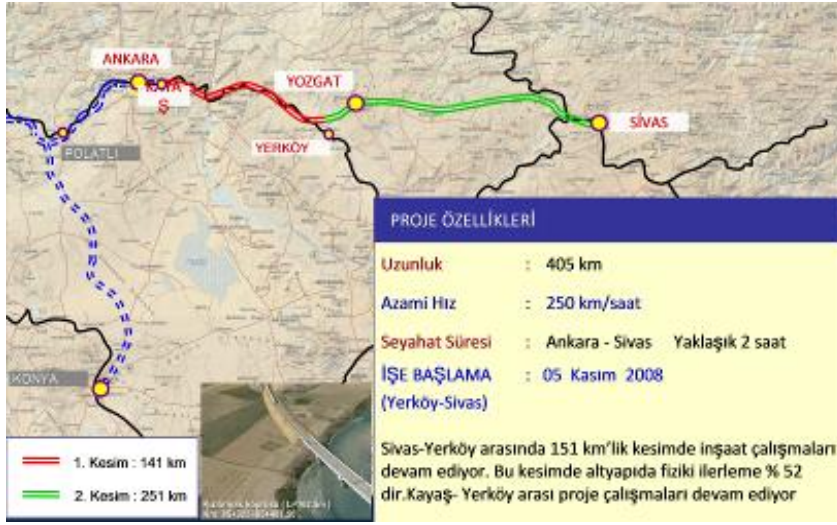 ANKARA
KAYA
Ş
YOZGAT
YERKÖY
SİVAS
POLATLI
KONYA
PROJE ÖZELLİKLERİ
Uzunluk : 405 km
Azami Hız : 250 km/saat
Seyahat Süresi : Ankara - Sivas Yaklaşık 2 saat
İŞE BAŞLAMA : 05 Kasim 2008
(Yerköy-Sivas)
Sivas-Yerköy arasında 151 km'lik kesimde inşaat çalışmaları
devam ediyor. Bu kesimde altyapıda fiziki ilerleme % 52
dir.Kayaş- Yerköy arası proje çalışmaları devam ediyor
1. Kesim : 141 km
2. Kesim : 251 km